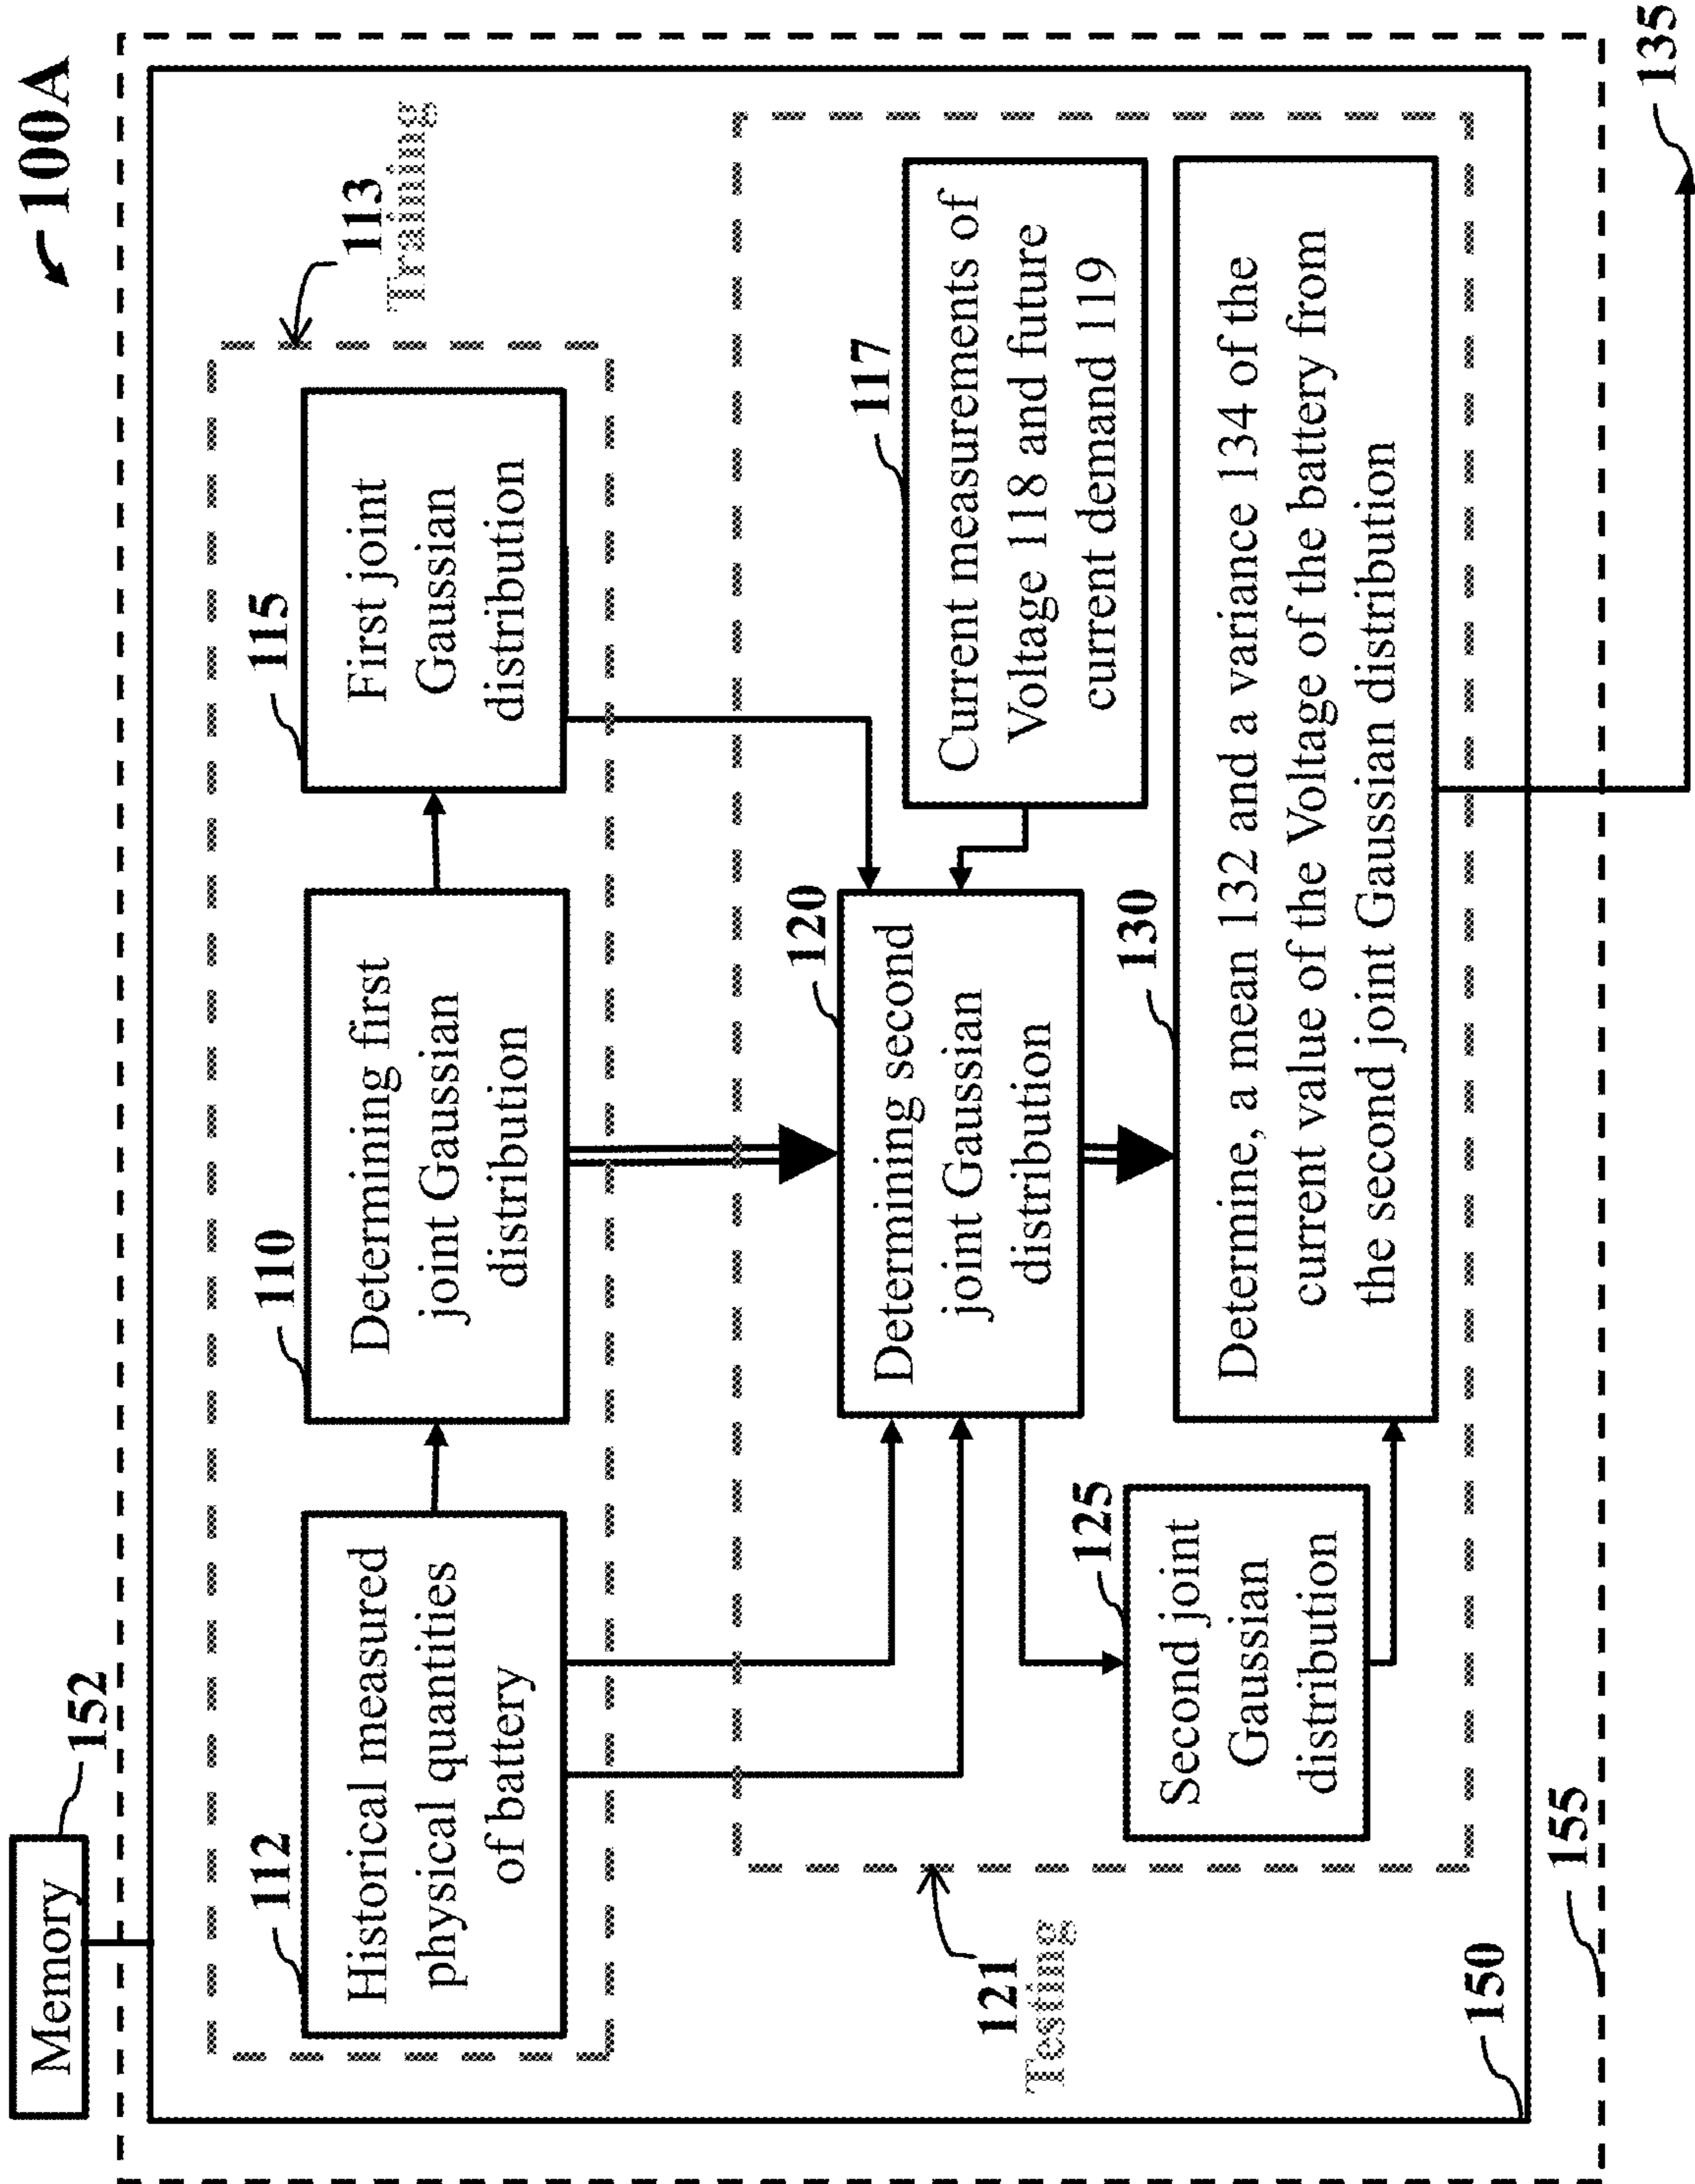 100A
Memory
152
113
Training
112
Historical measured
physical quantities
of battery
110
Determining first
joint Gaussian
distribution
115
First joint
Gaussian
distribution
121
Testing
120
Determining second
joint Gaussian
distribution
117
Current measurements of
Voltage 118 and future
current demand 119
125
Second joint
Gaussian
distribution
130
Determine, a mean 132 and a variance 134 of the
current value of the Voltage of the battery from
the second joint Gaussian distribution
150
155
135